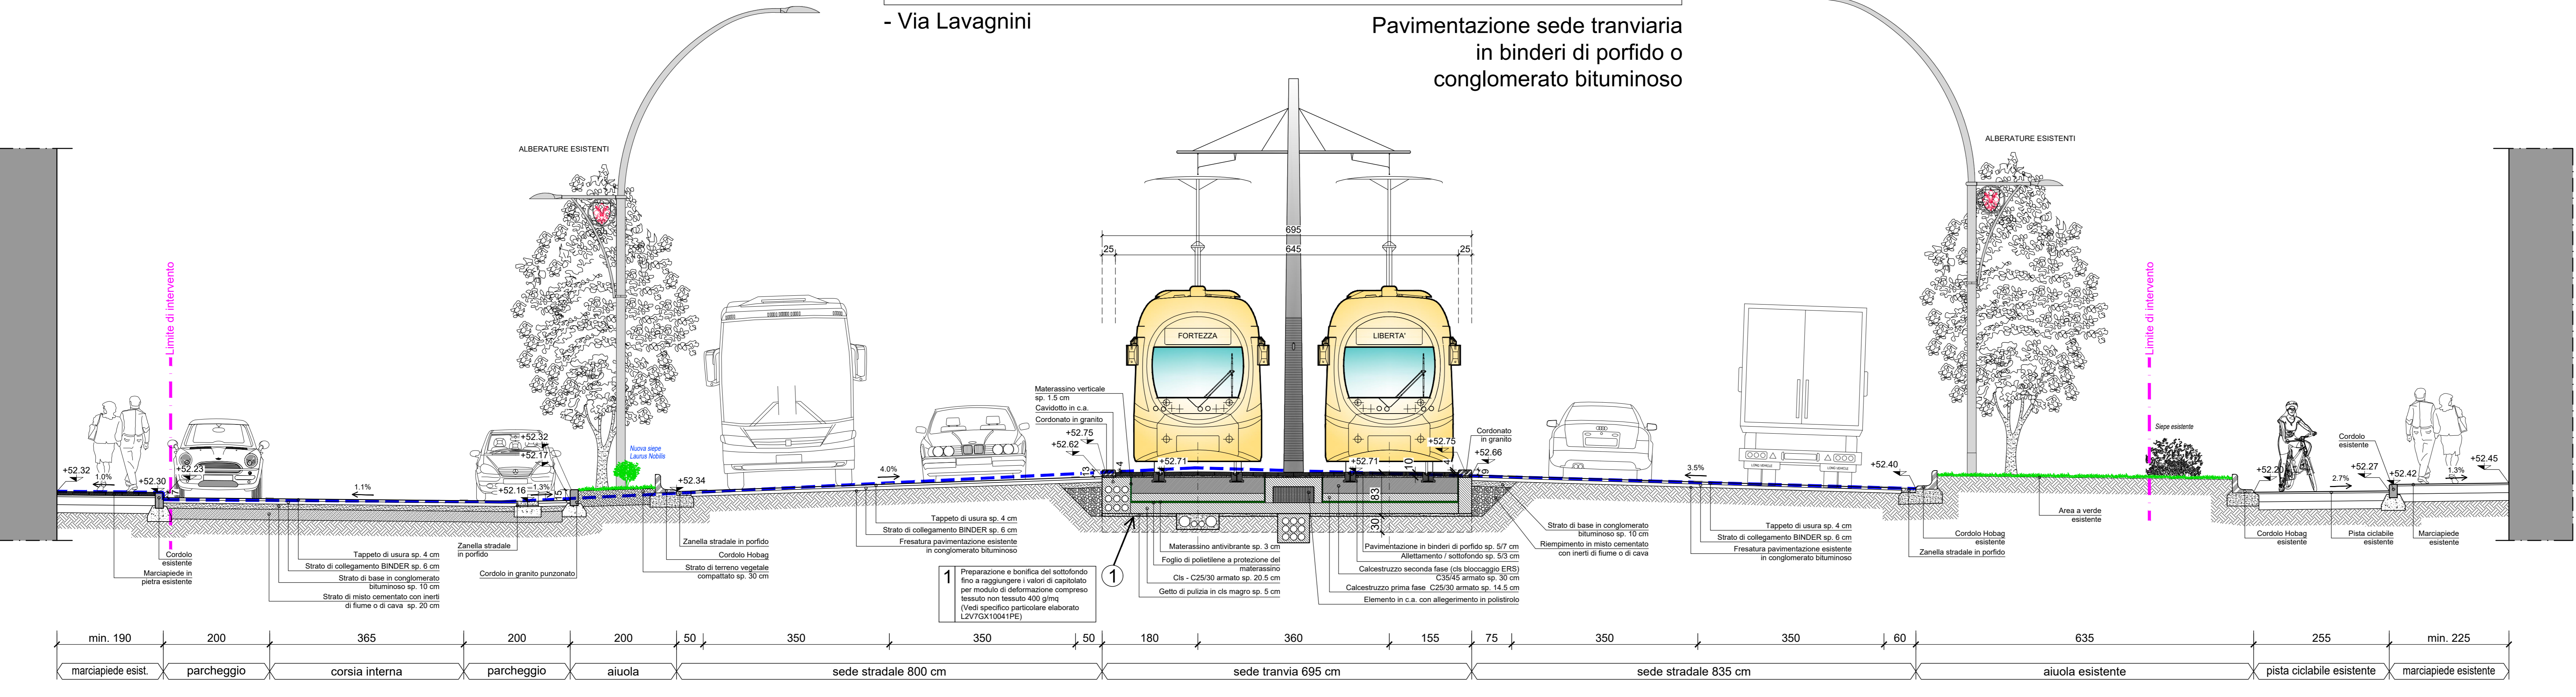 - Via Lavagnini
Pavimentazione sede tranviaria
in binderi di porfido o
conglomerato bituminoso
ALBERATURE ESISTENTI
ALBERATURE ESISTENTI
Limite di intervento
Limite di intervento
695
25
645
25
FORTEZZA
LIBERTA'
Materassino verticale
sp. 1.5 cm
Cavidotto in c.a.
Cordonato in granito
+52.75
+52.62
13
4
+52.71
+52.71
10
4
+52.75
Cordonato
in granito
+52.66
9
83
30
+52.32
1.0%
+52.30
+52.23
7
1.1%
+52.32
+52.17
+52.16
1.3%
15
Nuova siepe
Laurus Nobilis
+52.34
4.0%
3.5%
LONG VEHICLE
LONG VEHICLE
+52.40
Siepe esistente
+52.20
2.7%
Cordolo
esistente
+52.27
+52.42
1.3%
+52.45
Cordolo
esistente
Marciapiede in
pietra esistente
Tappeto di usura sp. 4 cm
Strato di collegamento BINDER sp. 6 cm
Strato di base in conglomerato
bituminoso sp. 10 cm
Strato di misto cementato con inerti
di fiume o di cava sp. 20 cm
Zanella stradale
in porfido
Cordolo in granito punzonato
Zanella stradale in porfido
Cordolo Hobag
Strato di terreno vegetale
compattato sp. 30 cm
Tappeto di usura sp. 4 cm
Strato di collegamento BINDER sp. 6 cm
Fresatura pavimentazione esistente
in conglomerato bituminoso
1
Preparazione e bonifica del sottofondo
fino a raggiungere i valori di capitolato
per modulo di deformazione compreso
tessuto non tessuto 400 g/mq
(Vedi specifico particolare elaborato
L2V7GX10041PE)
1
Materassino antivibrante sp. 3 cm
Foglio di polietilene a protezione del
materassino
Cls - C25/30 armato sp. 20.5 cm
Getto di pulizia in cls magro sp. 5 cm
Pavimentazione in binderi di porfido sp. 5/7 cm
Allettamento / sottofondo sp. 5/3 cm
Calcestruzzo seconda fase (cls bloccaggio ERS)
C35/45 armato sp. 30 cm
Calcestruzzo prima fase C25/30 armato sp. 14.5 cm
Elemento in c.a. con allegerimento in polistirolo
Strato di base in conglomerato
bituminoso sp. 10 cm
Riempimento in misto cementato
con inerti di fiume o di cava
Tappeto di usura sp. 4 cm
Strato di collegamento BINDER sp. 6 cm
Fresatura pavimentazione esistente
in conglomerato bituminoso
Cordolo Hobag
esistente
Zanella stradale in porfido
Area a verde
esistente
Cordolo Hobag
esistente
Pista ciclabile
esistente
Marciapiede
esistente
min. 190
200
365
200
200
50
350
350
50
180
360
155
75
350
350
60
635
255
min. 225
marciapiede esist.
parcheggio
corsia interna
parcheggio
aiuola
sede stradale 800 cm
sede tranvia 695 cm
sede stradale 835 cm
aiuola esistente
pista ciclabile esistente
marciapiede esistente